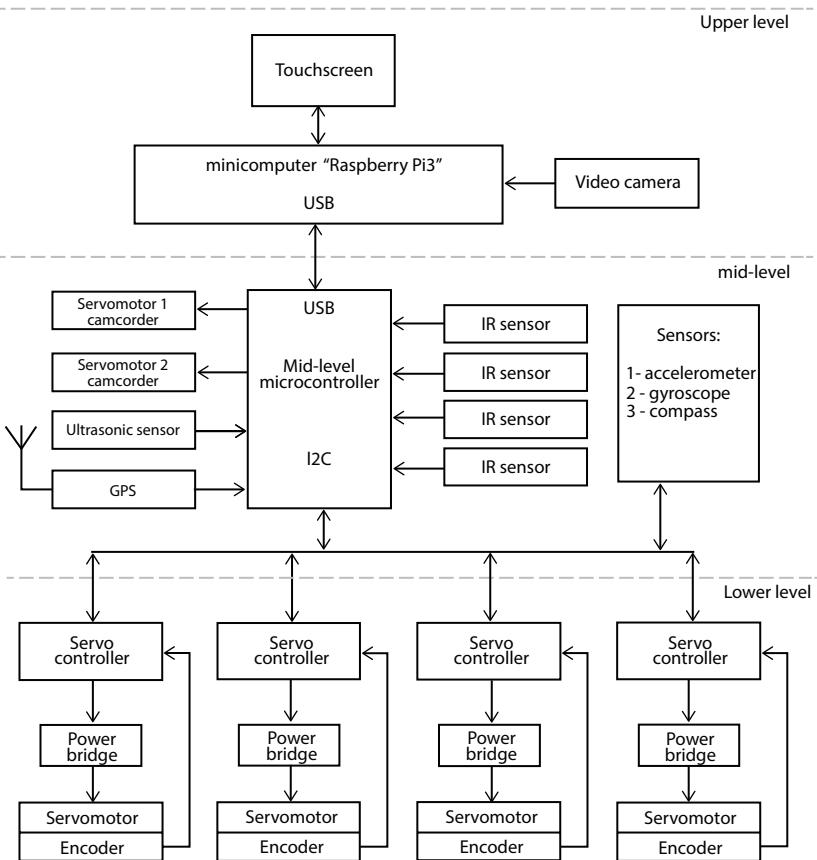 Upper level
Touchscreen
minicomputer “Raspberry Pi3”
USB
Video camera
mid-level
Servomotor 1
camcorder
Servomotor 2
camcorder
Ultrasonic sensor
GPS
USB
Mid-level
microcontroller
I2C
IR sensor
IR sensor
IR sensor
IR sensor
Sensors:
1- accelerometer
2 - gyroscope
3 - compass
Lower level
Servo
controller
Power
bridge
Servomotor
Encoder
Servo
controller
Power
bridge
Servomotor
Encoder
Servo
controller
Power
bridge
Servomotor
Encoder
Servo
controller
Power
bridge
Servomotor
Encoder